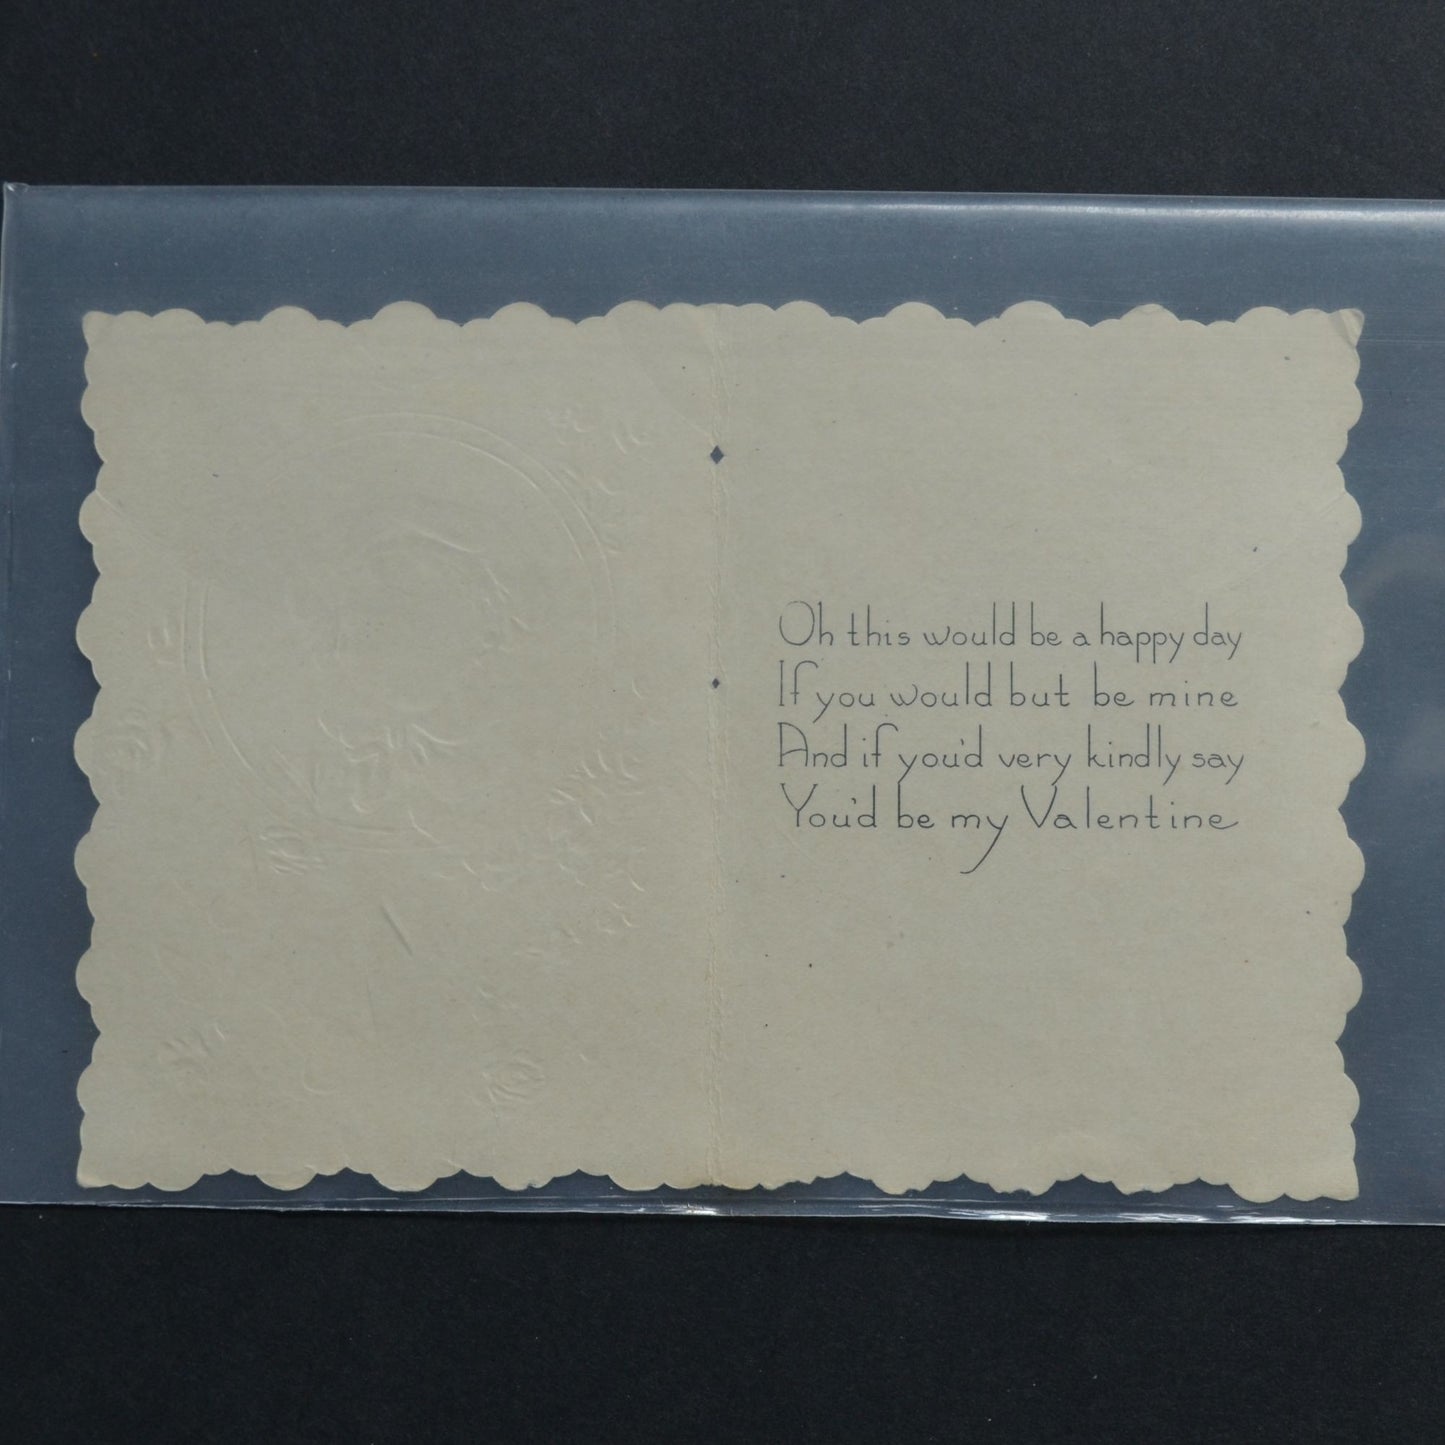 Oh this would be a happy day
If you would but be mine
And if you'd very kindly say
You'd be my Valentine